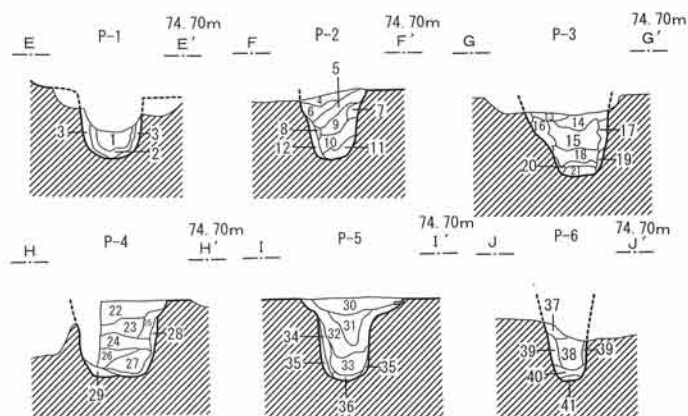 74.70m 74.70m 74.70m
E P-1 E′ F P-2 F′ G P-3 G′
5
4
6 7
3 1 3 8 9 16 13 14 17
2 10 15
12 11 18 19
20 21
74.70m 74.70m 74.70m
H P-4 H′ I P-5 I′ J P-6 J′
22 30 37
23 28 31
24 34 32 39 38 39
26 27 35 33 35 40
29 36 41